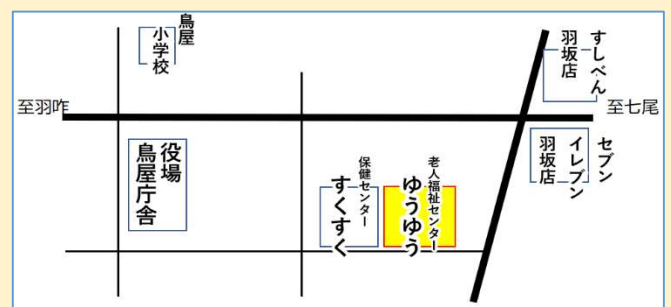 鳥屋
小学校
すしべん
羽坂店
至羽咋
至七尾
役場
鳥屋庁舎
保健センター
すくすく
老人福祉センター
ゆうゆう
セブン
イレブン
羽坂店